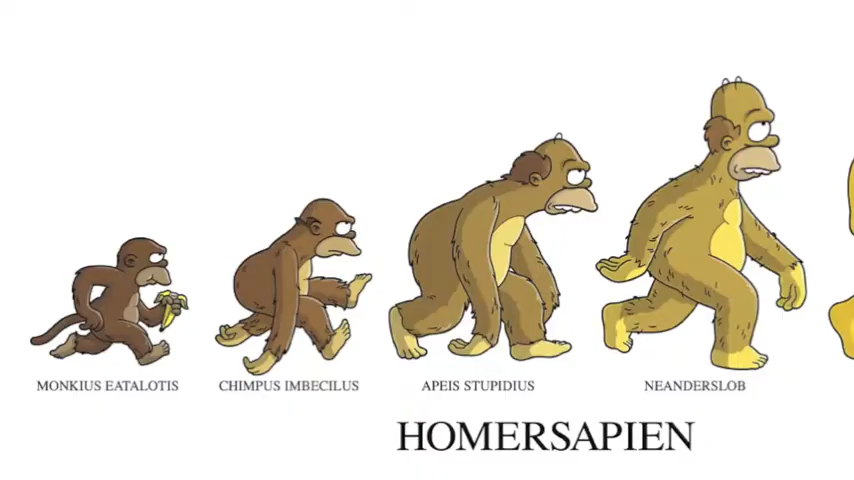 MONKIUS EATALOTIS
CHIMPUS IMBECILUS
APEIS STUPIDIUS
NEANDERSLOB
HOMERSAPIEN